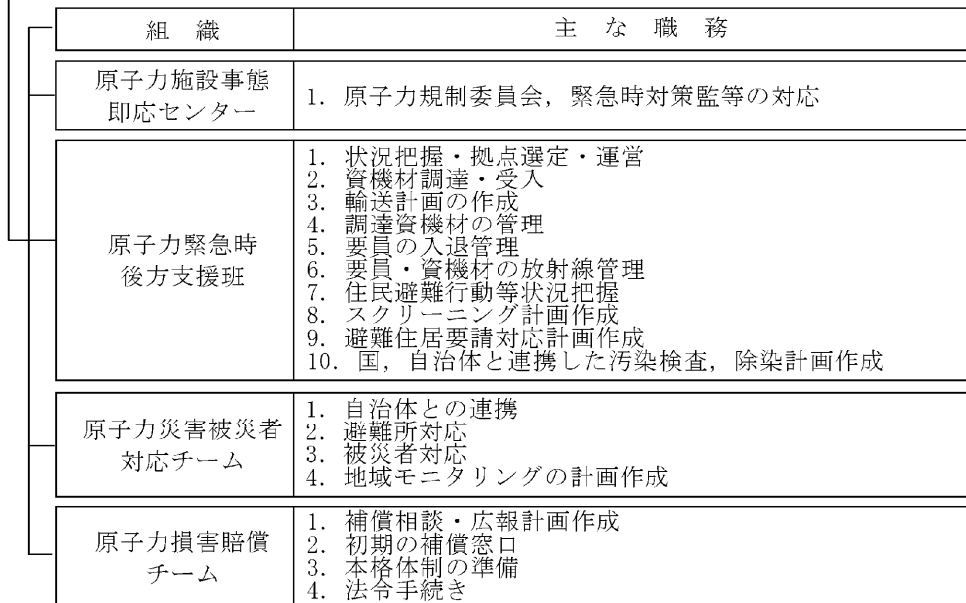 組 織 主 な 職 務
原子力施設事態
即応センター
1. 原子力規制委員会，緊急時対策監等の対応
原子力緊急時
後方支援班
1. 状況把握・拠点選定・運営
2. 資機材調達・受入
3. 輸送計画の作成
4. 調達資機材の管理
5. 要員の入退管理
6. 要員・資機材の放射線管理
7. 住民避難行動等状況把握
8. スクリーニング計画作成
9. 避難住居要請対応計画作成
10. 国，自治体と連携した汚染検査，除染計画作成
原子力災害被災者
対応チーム
1. 自治体との連携
2. 避難所対応
3. 被災者対応
4. 地域モニタリングの計画作成
原子力損害賠償
チーム
1. 補償相談・広報計画作成
2. 初期の補償窓口
3. 本格体制の準備
4. 法令手続き